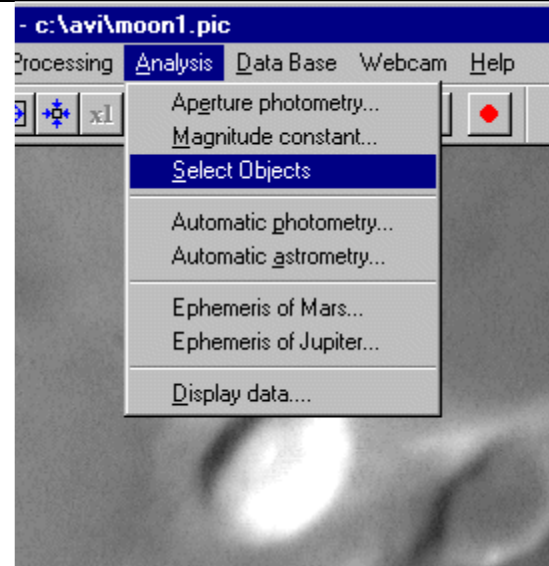 - c:\avi\moon1.pic
Processing Analysis Data Base Webcam Help
x1
Aperture photometry...
Magnitude constant...
Select Objects
Automatic photometry...
Automatic astrometry...
Ephemeris of Mars...
Ephemeris of Jupiter...
Display data....